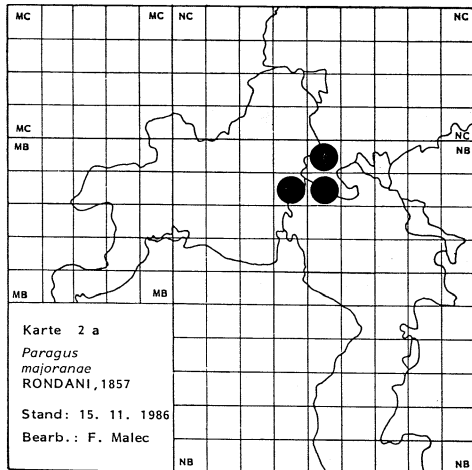 MC MC NC NC
MC NC
MB NB
MB MB
Karte 2 a
Paragus
majoranae
RONDANI, 1857
Stand: 15. 11. 1986
Bearb.: F. Malec
NB NB